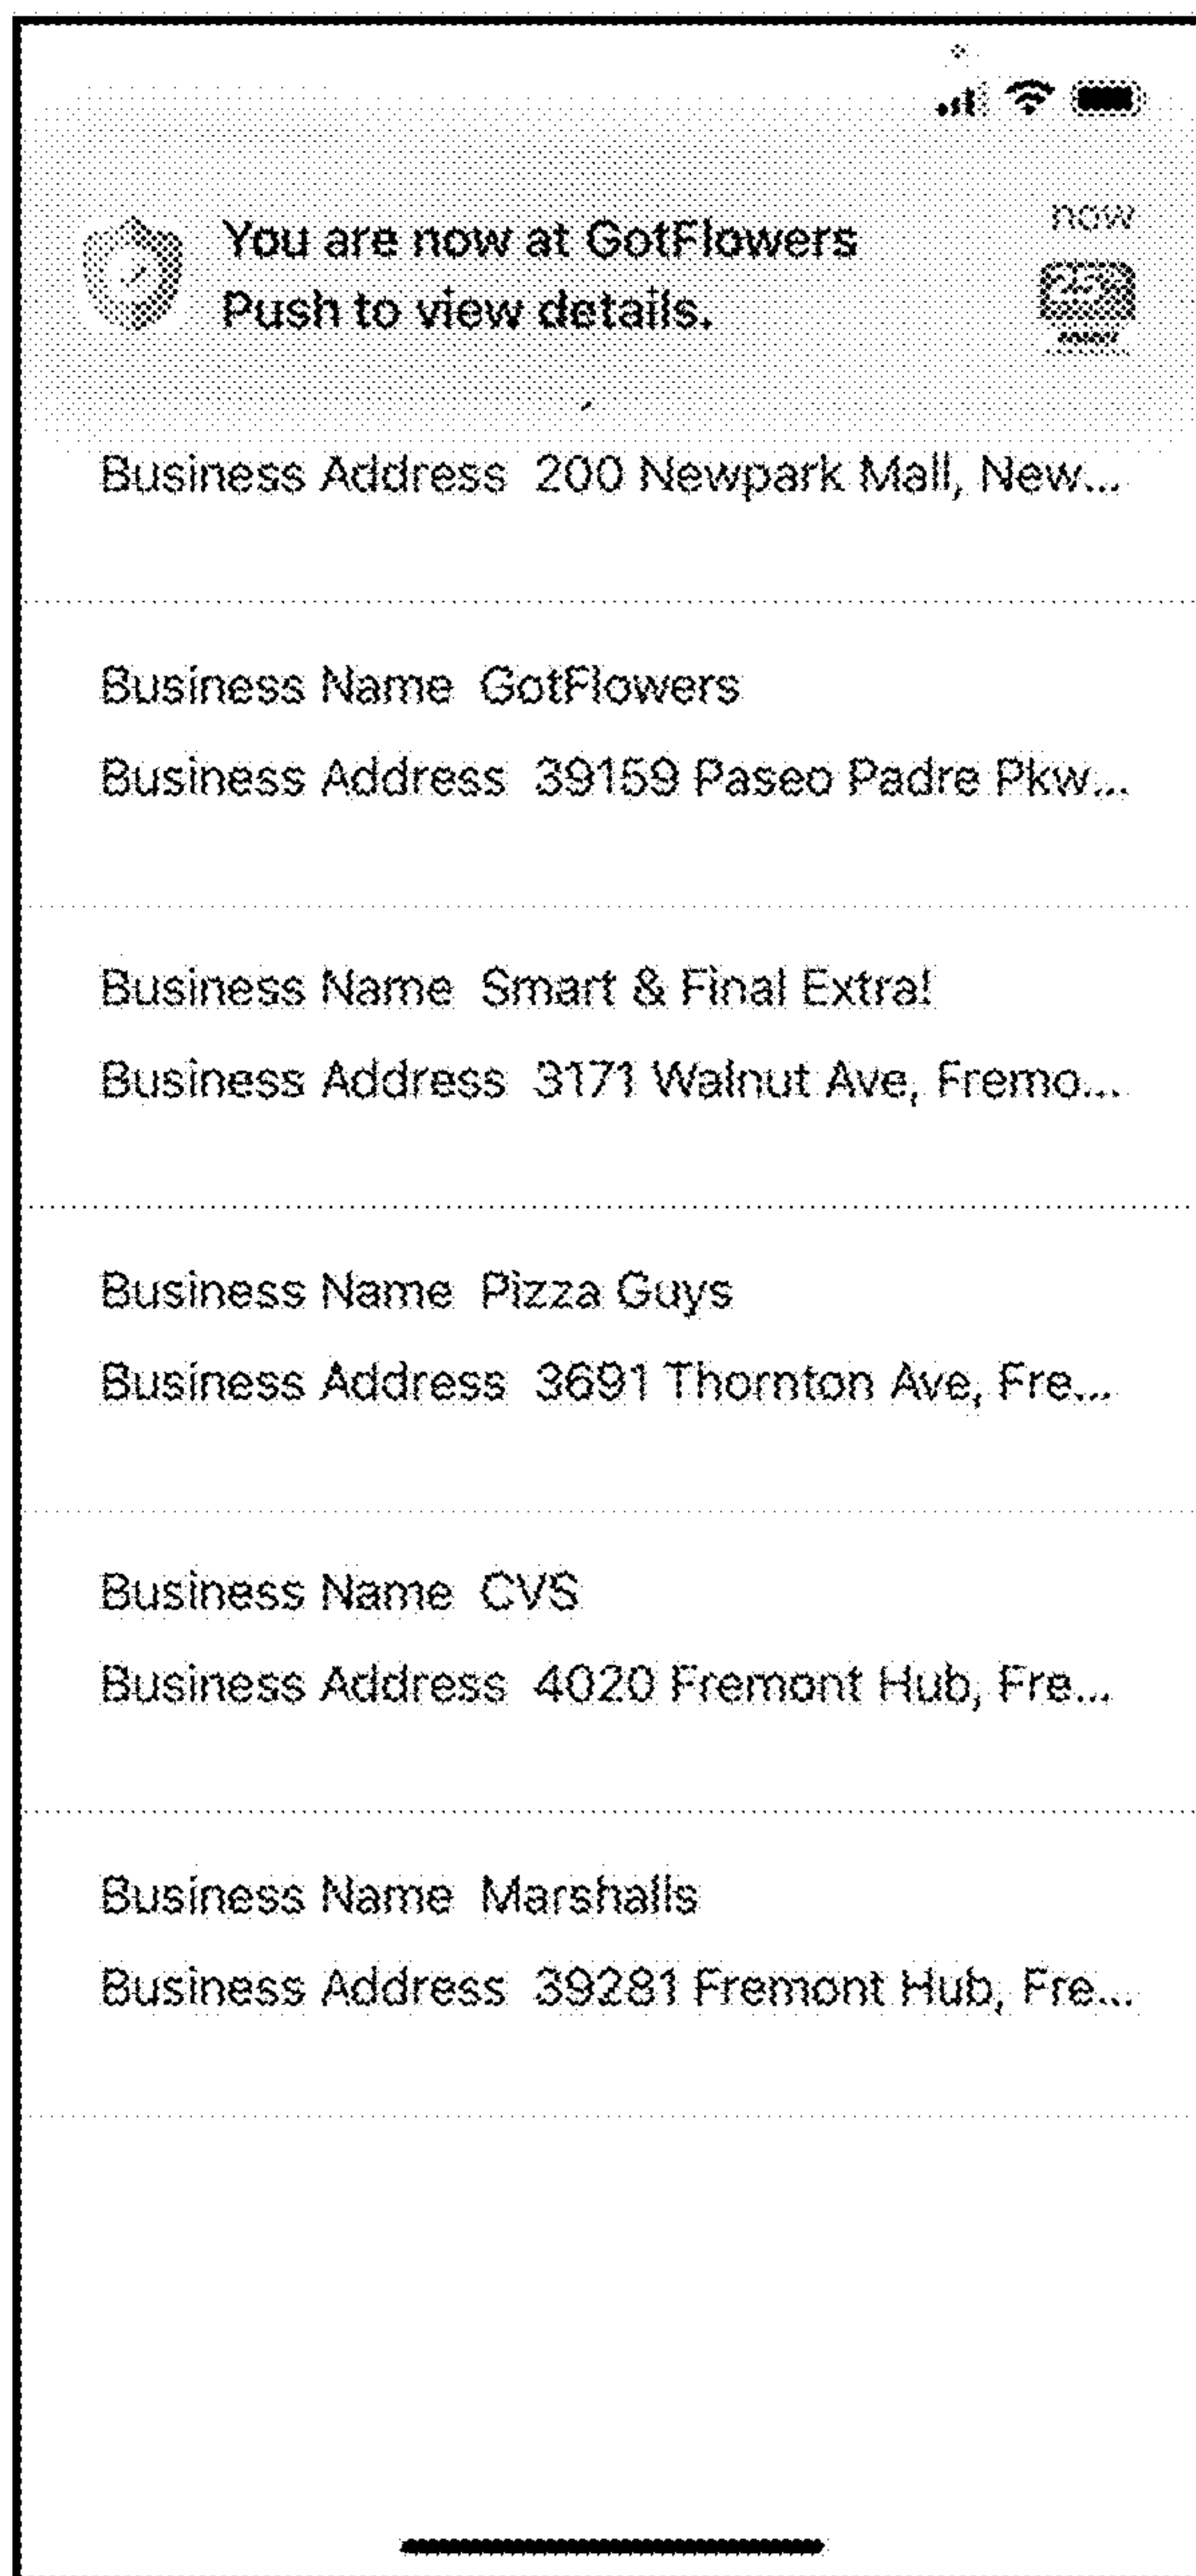 now
You are now at GotFlowers
Push to view details.
Business Address 200 Newpark Mall, New...
Business Name GotFlowers
Business Address 39159 Paseo Padre Pkw...
Business Name Smart & Final Extra!
Business Address 3171 Walnut Ave, Fremo...
Business Name Pizza Guys
Business Address 3691 Thornton Ave, Fre...
Business Name CVS
Business Address 4020 Fremont Hub, Fre...
Business Name Marshalls
Business Address 39281 Fremont Hub, Fre...